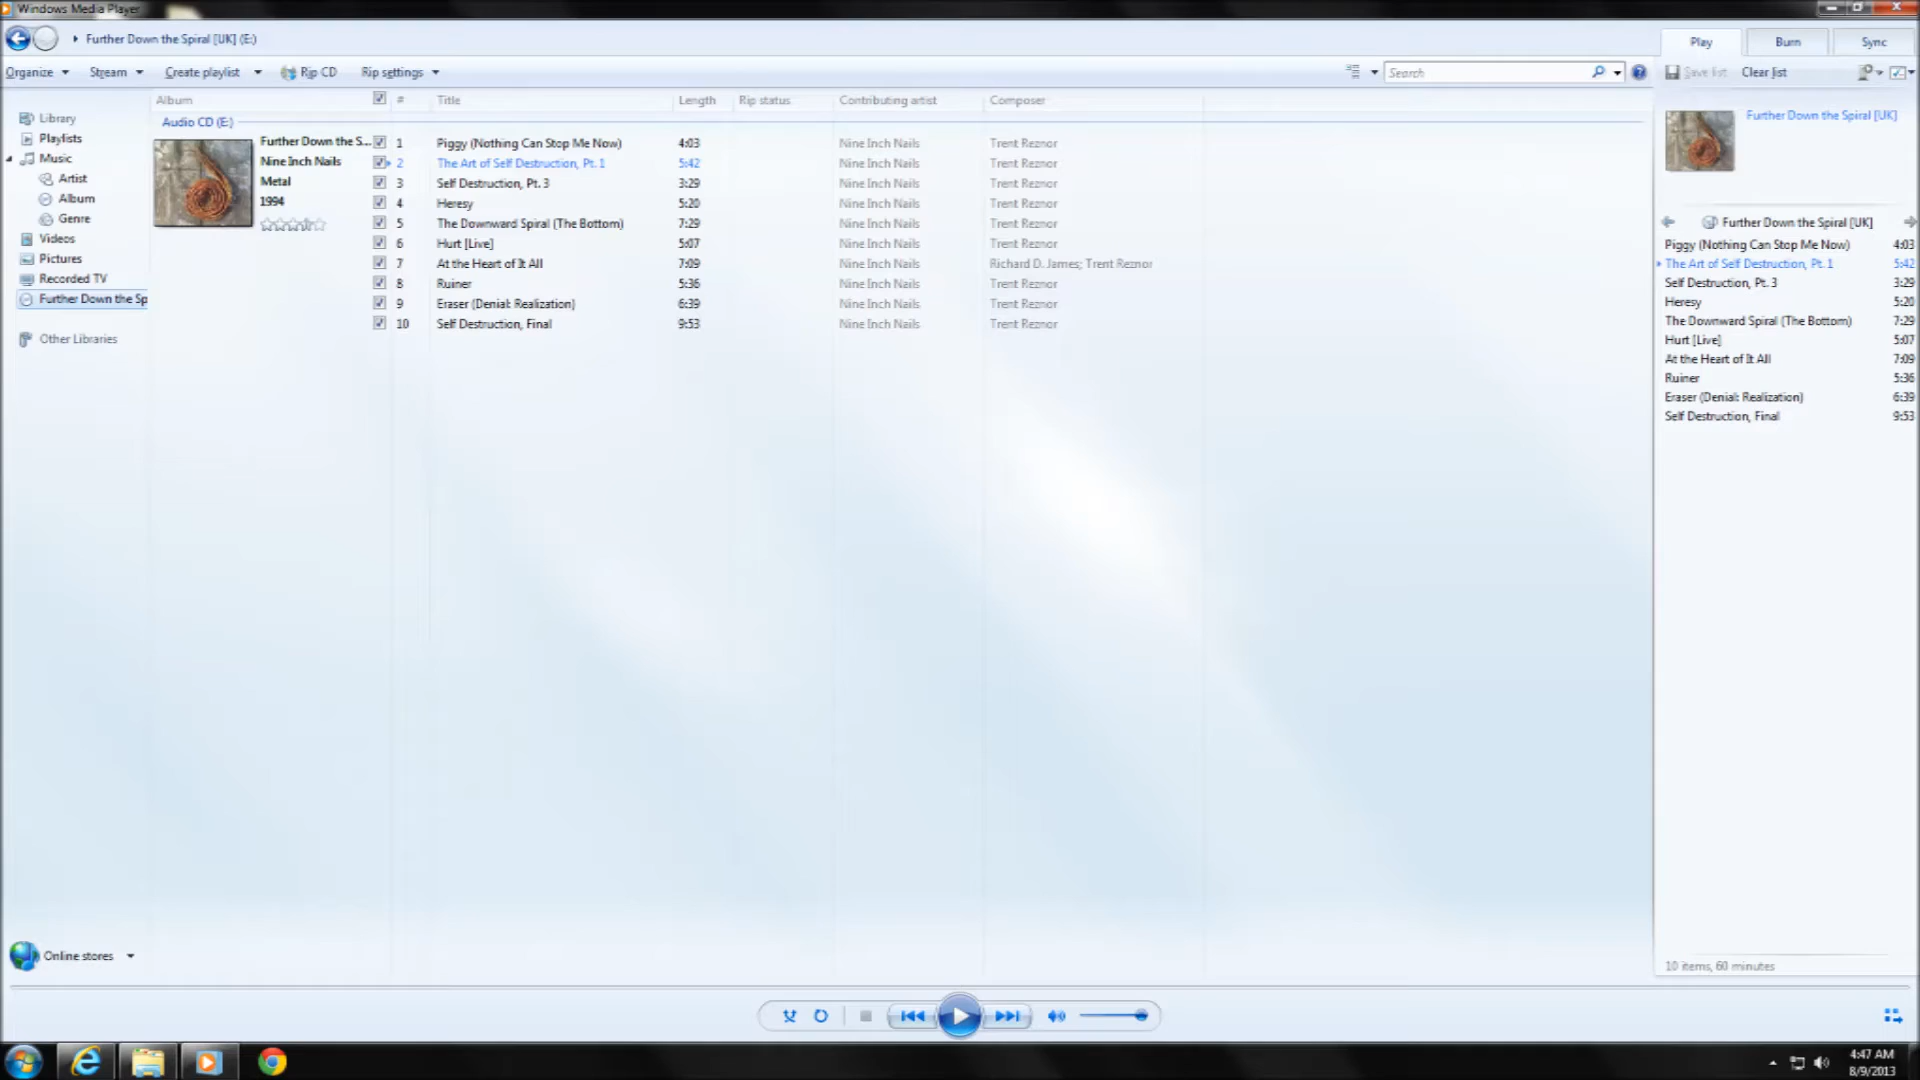 Windows Media Player
Further Down the Spiral [UK] (E:)
Play Burn Sync
Organize Stream Create playlist Rip CD Rip settings Search Save list Clear list
Album # Title Length Rip status Contributing artist Composer
Audio CD (E:)
Further Down the S...
Nine Inch Nails
Metal
1994
1 Piggy (Nothing Can Stop Me Now) 4:03 Nine Inch Nails Trent Reznor
2 The Art of Self Destruction, Pt. 1 5:42 Nine Inch Nails Trent Reznor
3 Self Destruction, Pt. 3 3:29 Nine Inch Nails Trent Reznor
4 Heresy 5:20 Nine Inch Nails Trent Reznor
5 The Downward Spiral (The Bottom) 7:29 Nine Inch Nails Trent Reznor
6 Hurt [Live] 5:07 Nine Inch Nails Trent Reznor
7 At the Heart of It All 7:09 Nine Inch Nails Richard D. James; Trent Reznor
8 Ruiner 5:36 Nine Inch Nails Trent Reznor
9 Eraser (Denial: Realization) 6:39 Nine Inch Nails Trent Reznor
10 Self Destruction, Final 9:53 Nine Inch Nails Trent Reznor
Library
Playlists
Music
Artist
Album
Genre
Videos
Pictures
Recorded TV
Further Down the Sp
Other Libraries
Online stores
Further Down the Spiral [UK]
Further Down the Spiral [UK]
Piggy (Nothing Can Stop Me Now) 4:03
The Art of Self Destruction, Pt. 1 5:42
Self Destruction, Pt. 3 3:29
Heresy 5:20
The Downward Spiral (The Bottom) 7:29
Hurt [Live] 5:07
At the Heart of It All 7:09
Ruiner 5:36
Eraser (Denial: Realization) 6:39
Self Destruction, Final 9:53
10 items, 60 minutes
4:47 AM
8/9/2013